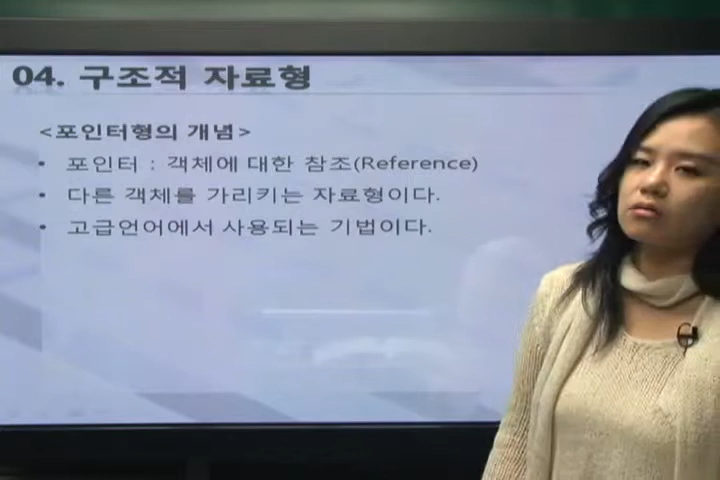 04. 구조적 자료형
<포인터형의 개념>
• 포인터 : 객체에 대한 참조(Reference)
• 다른 객체를 가리키는 자료형이다.
• 고급언어에서 사용되는 기법이다.